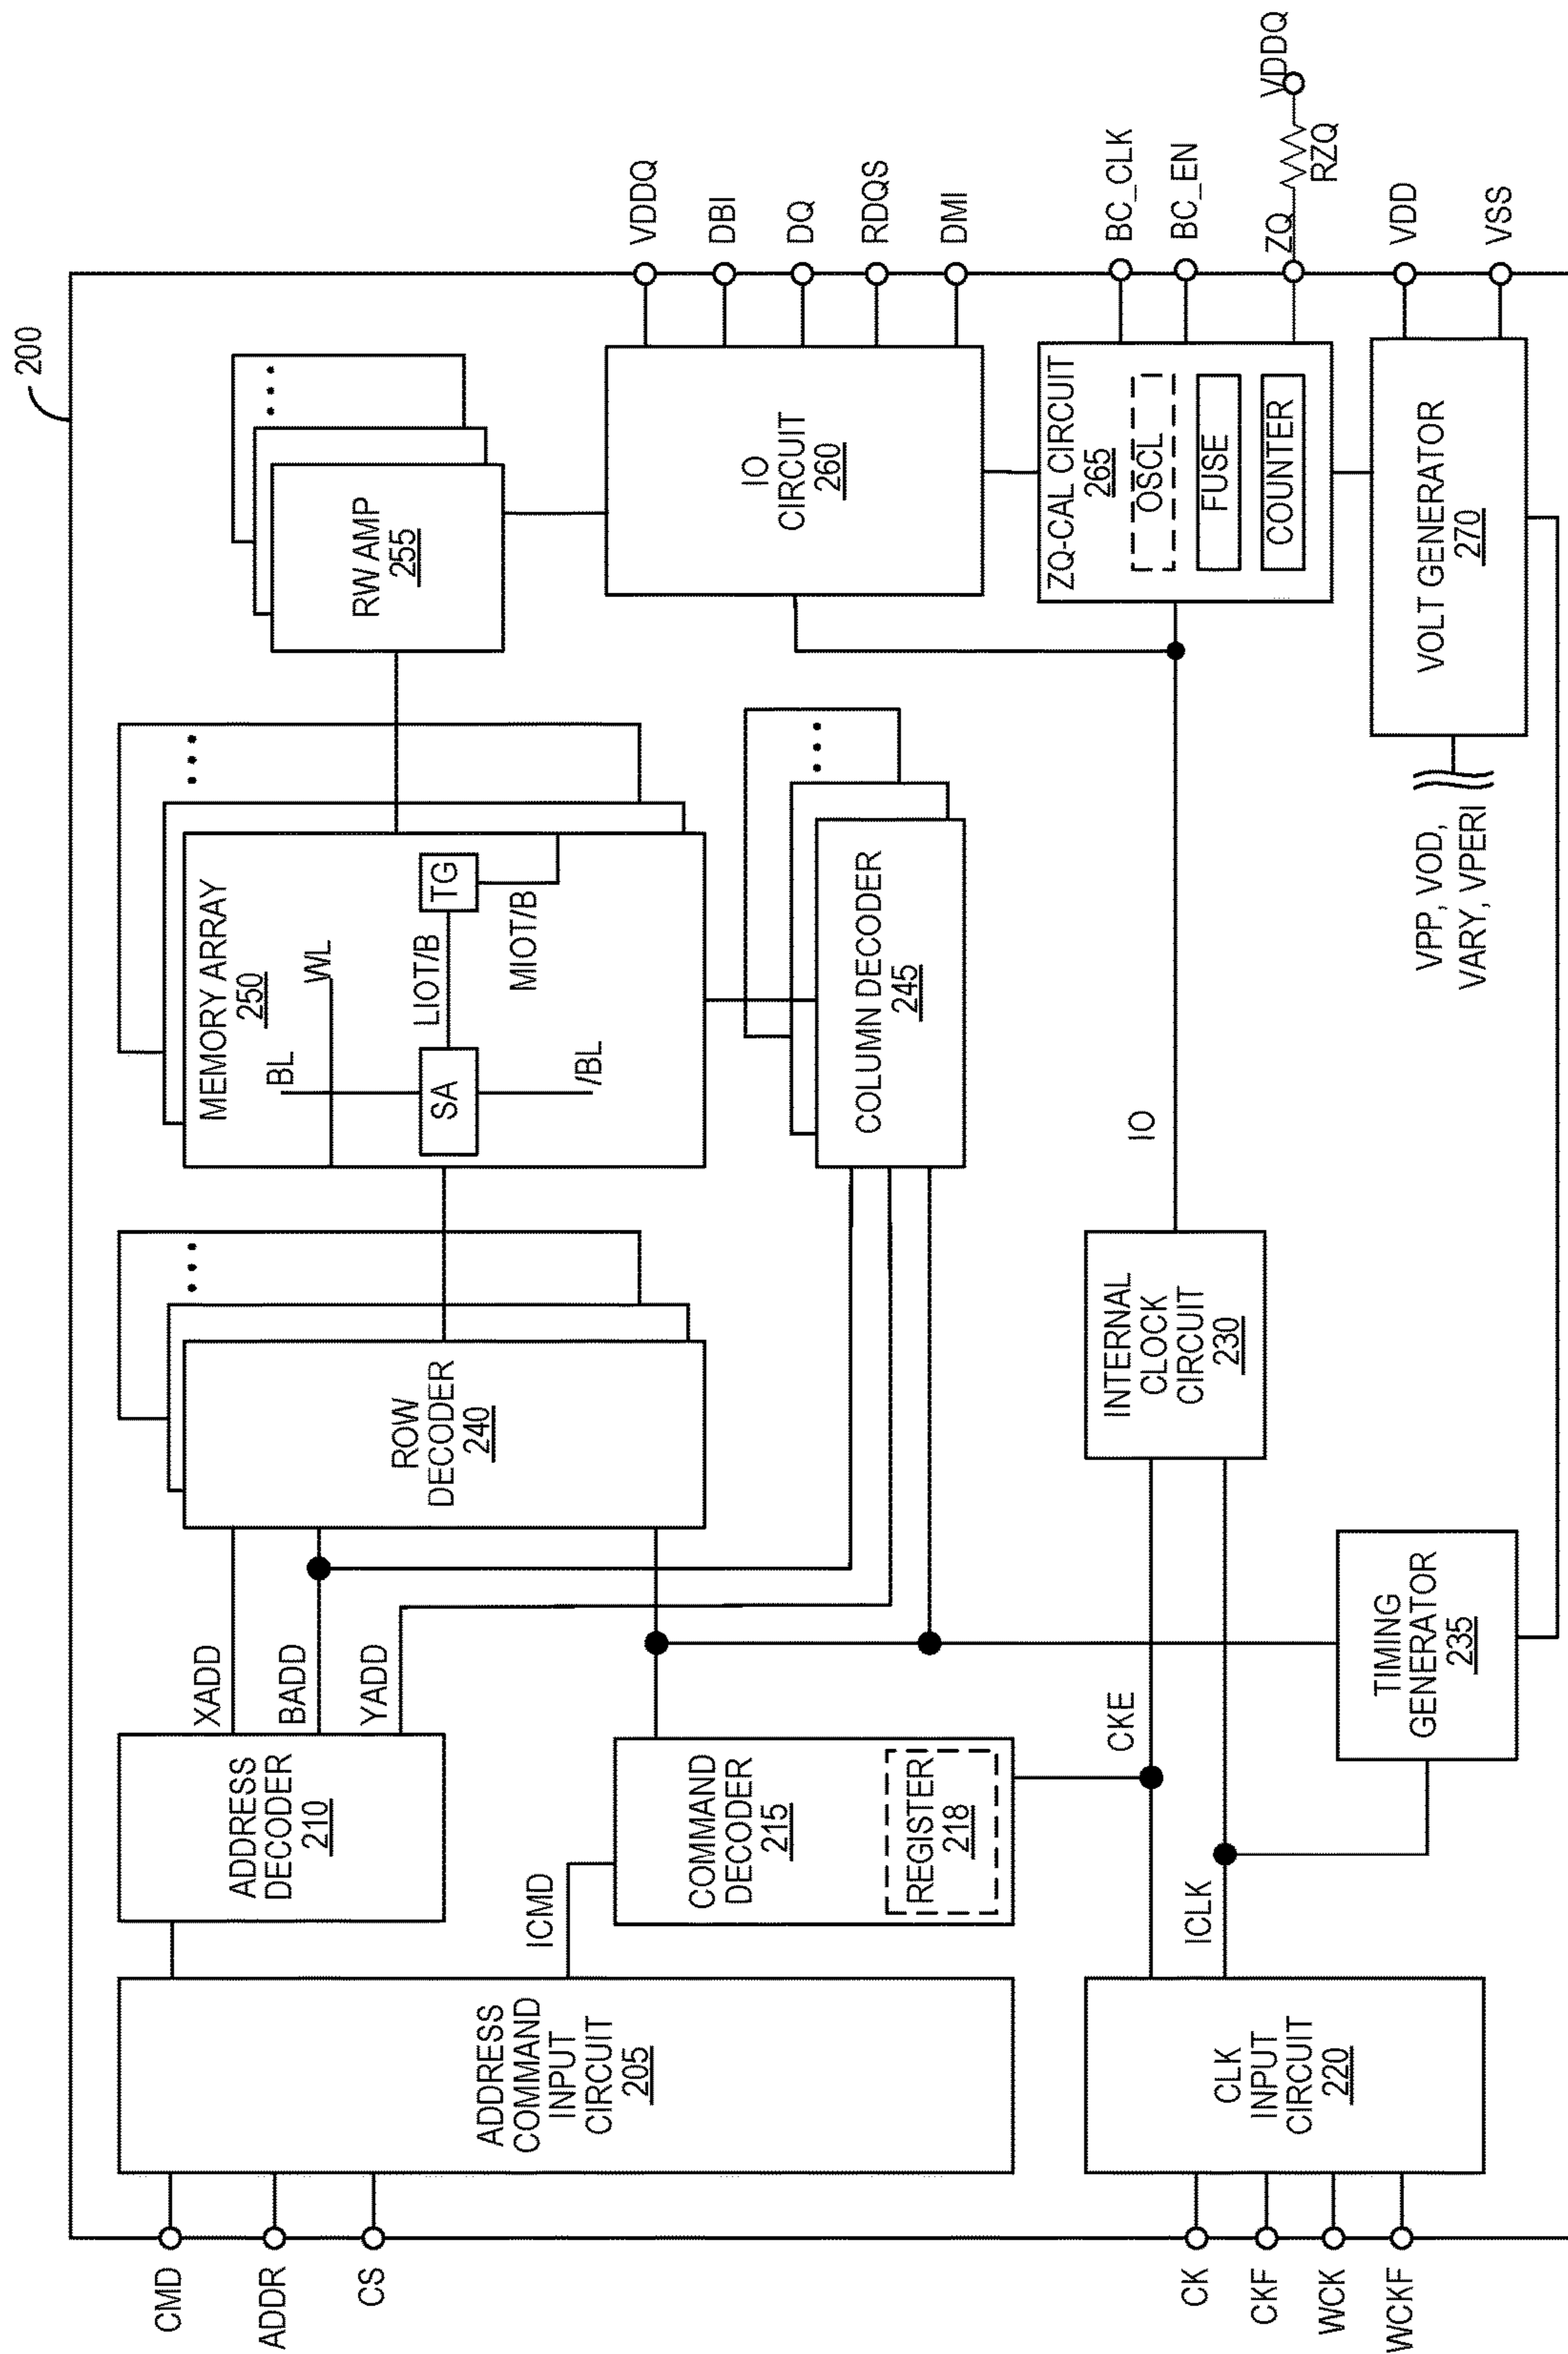 200
CMD
ADDR
CS
CK
CKF
WCK
WCKF
ADDRESS
COMMAND
INPUT
CIRCUIT
205
CLK
INPUT
CIRCUIT
220
ADDRESS
DECODER
210
ICMD
COMMAND
DECODER
215
REGISTER
218
ICLK
CKE
XADD
BADD
YADD
TIMING
GENERATOR
235
ROW
DECODER
240
INTERNAL
CLOCK
CIRCUIT
230
IO
MEMORY ARRAY
250
BL
WL
SA
/BL
LIOT/B
TG
MIOT/B
COLUMN DECODER
245
RW AMP
255
IO
CIRCUIT
260
ZQ-CAL CIRCUIT
265
OSCL
FUSE
COUNTER
VOLT GENERATOR
270
VPP, VOD,
VARY, VPERI
VDDQ
DBI
DQ
RDQS
DMI
BC_CLK
BC_EN
ZQ
RZQ
VDDQ
VDD
VSS